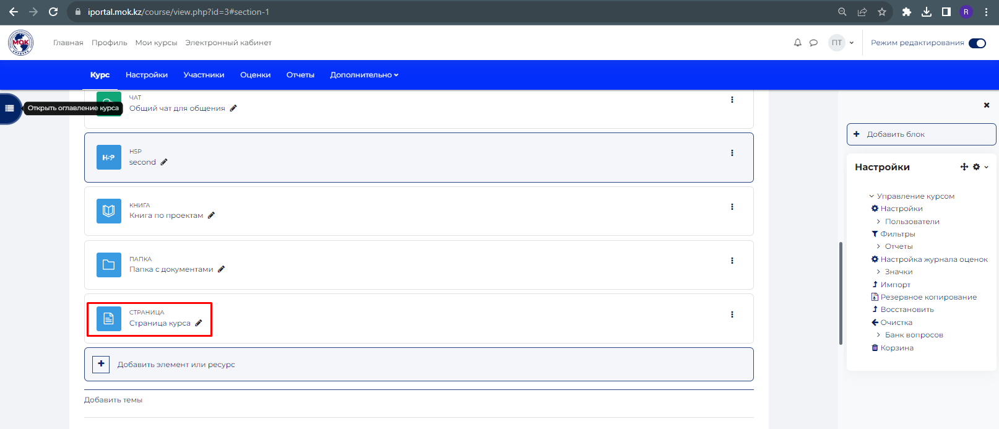 iportal.mok.kz/course/view.php?id=3#section-1
R
МОК
Главная Профиль Мои курсы Электронный кабинет
ПТ
Режим редактирования
Курс Настройки Участники Оценки Отчеты Дополнительно
Открыть оглавление курса
ЧАТ
Общий чат для общения
H5P
H5P
second
КНИГА
Книга по проектам
ПАПКА
Папка с документами
СТРАНИЦА
Страница курса
Добавить элемент или ресурс
Добавить темы
Добавить блок
Настройки
Управление курсом
Настройки
Пользователи
Фильтры
Отчеты
Настройка журнала оценок
Значки
Импорт
Резервное копирование
Восстановить
Очистка
Банк вопросов
Корзина